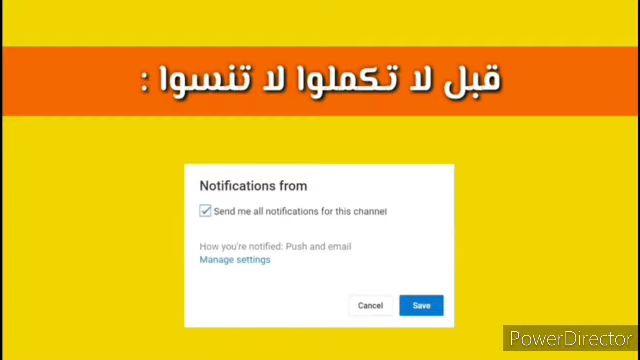 قبل لا تكملوا لا تنسوا :
Notifications from
Send me all notifications for this channel
How you're notified: Push and email
Manage settings
Cancel
Save
PowerDirector